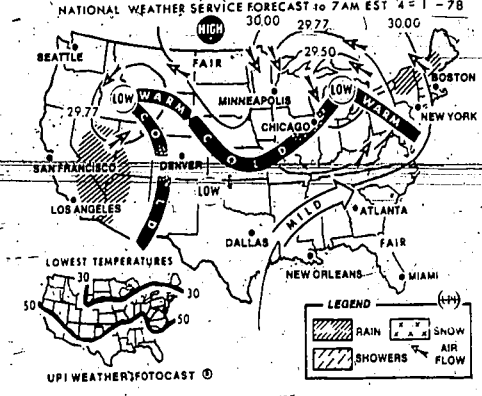 NATIONAL WEATHER SERVICE FORECAST to 7AM EST 4-1-78
30.00 29.77 30.00
HIGH
SEATTLE
FAIR
29.50
BOSTON
LOW
WARM
MINNEAPOLIS
LOW
WARM
NEW YORK
29.77
CHICAGO
COLD
COLD
SAN FRANCISCO
DENVER
LOW
LOS ANGELES
MILD
ATLANTA
DALLAS
FAIR
LOWEST TEMPERATURES
NEW ORLEANS
MIAMI
30
30
50
50
LEGEND
RAIN
SNOW
SHOWERS
AIR FLOW
UPI WEATHER FOTOCAST